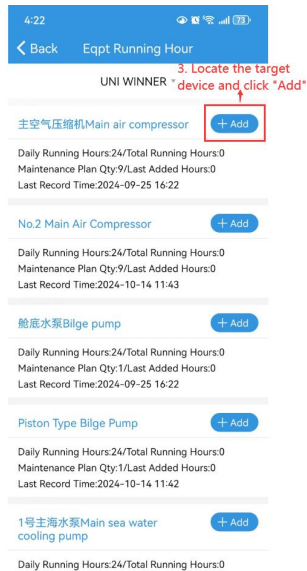 4:22
73
Back
Eqpt Running Hour
UNI WINNER
3. Locate the target
device and click "Add"
主空气压缩机Main air compressor
+ Add
Daily Running Hours:24/Total Running Hours:0
Maintenance Plan Qty:9/Last Added Hours:0
Last Record Time:2024-09-25 16:22
No.2 Main Air Compressor
+ Add
Daily Running Hours:24/Total Running Hours:0
Maintenance Plan Qty:9/Last Added Hours:0
Last Record Time:2024-10-14 11:43
舱底水泵Bilge pump
+ Add
Daily Running Hours:24/Total Running Hours:0
Maintenance Plan Qty:1/Last Added Hours:0
Last Record Time:2024-09-25 16:22
Piston Type Bilge Pump
+ Add
Daily Running Hours:24/Total Running Hours:0
Maintenance Plan Qty:1/Last Added Hours:0
Last Record Time:2024-10-14 11:42
1号主海水泵Main sea water
cooling pump
+ Add
Daily Running Hours:24/Total Running Hours:0